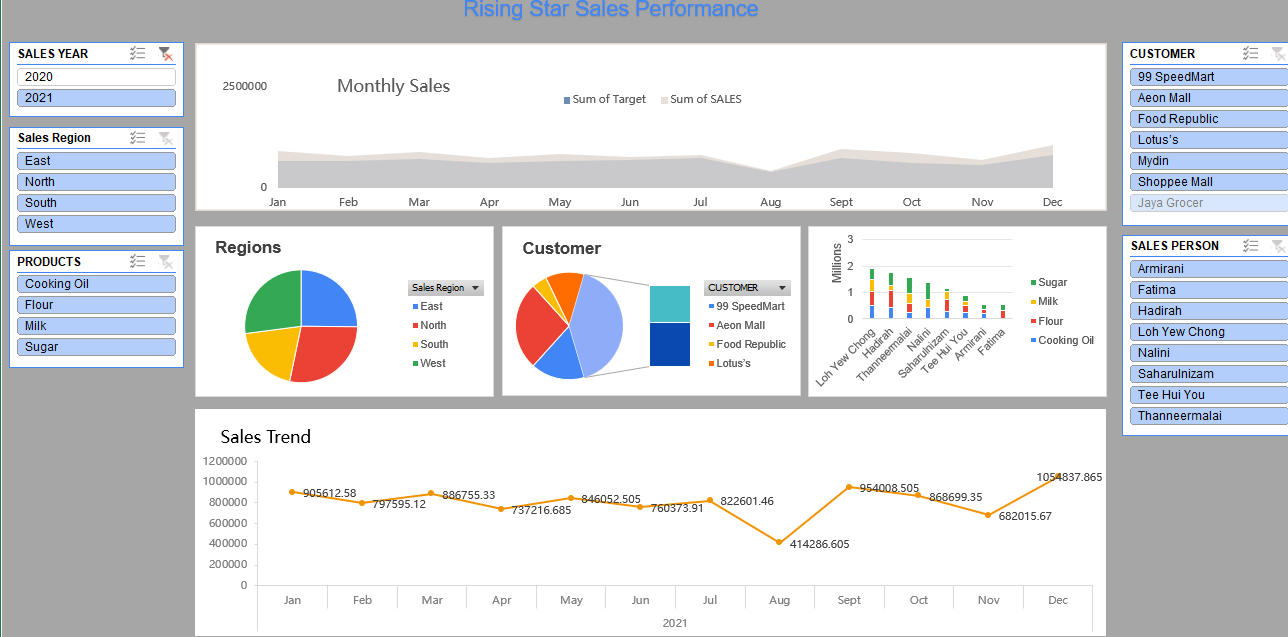 Rising Star Sales Performance
SALES YEAR
2020
2021
Sales Region
East
North
South
West
PRODUCTS
Cooking Oil
Flour
Milk
Sugar
Monthly Sales
Sum of Target Sum of SALES
2500000
0
Jan Feb Mar Apr May Jun Jul Aug Sept Oct Nov Dec
Regions
Sales Region
East
North
South
West
Customer
CUSTOMER
99 SpeedMart
Aeon Mall
Food Republic
Lotus's
Millions
3
2
1
0
Loh Yew Chong
Hadirah
Thanneermalai
Nalini
Saharulnizam
Tee Hui You
Armirani
Fatima
Sugar
Milk
Flour
Cooking Oil
Sales Trend
1200000
1000000
800000
600000
400000
200000
0
905612.58
797595.12
886755.33
737216.685
846052.505
760373.91
822601.46
414286.605
954008.505
868699.35
682015.67
1054837.865
Jan Feb Mar Apr May Jun Jul Aug Sept Oct Nov Dec
2021
CUSTOMER
99 SpeedMart
Aeon Mall
Food Republic
Lotus's
Mydin
Shoppee Mall
Jaya Grocer
SALES PERSON
Armirani
Fatima
Hadirah
Loh Yew Chong
Nalini
Saharulnizam
Tee Hui You
Thanneermalai